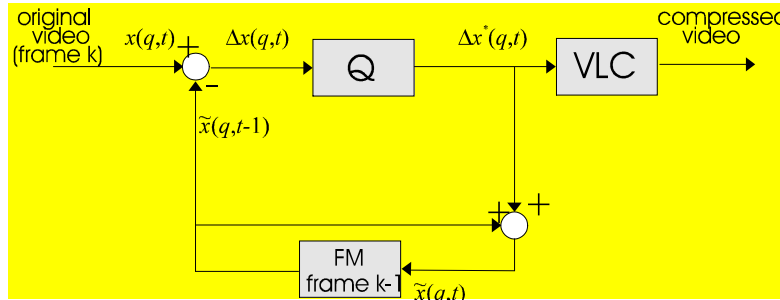 original
video
(frame k)
x(q,t)
+
-
Δx(q,t)
Q
Δx*(q,t)
VLC
compressed
video
x̃(q,t-1)
+
+
FM
frame k-1
x̃(q,t)